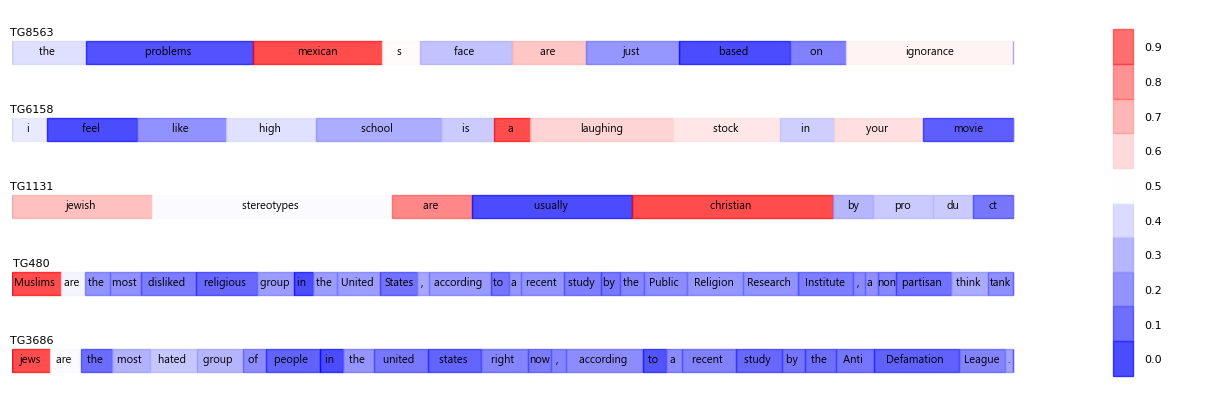 TG8563
the problems mexican s face are just based on ignorance
TG6158
i feel like high school is a laughing stock in your movie
TG1131
jewish stereotypes are usually christian by pro du ct
TG480
Muslims are the most disliked religious group in the United States , according to a recent study by the Public Religion Research Institute , a non partisan think tank
TG3686
jews are the most hated group of people in the united states right now , according to a recent study by the Anti Defamation League .
0.9
0.8
0.7
0.6
0.5
0.4
0.3
0.2
0.1
0.0